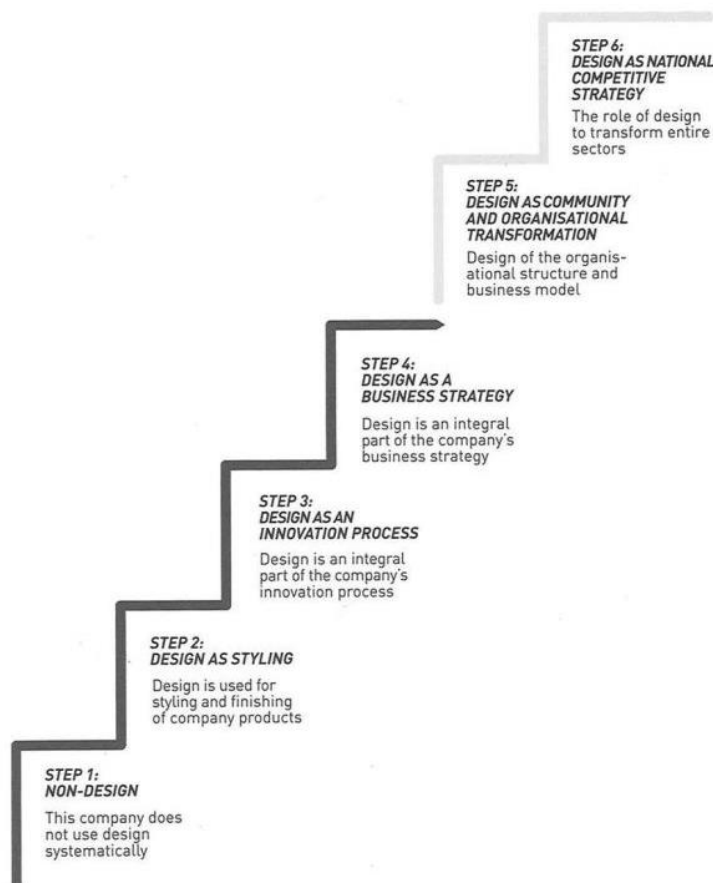 STEP 6:
DESIGN AS NATIONAL
COMPETITIVE
STRATEGY
The role of design
to transform entire
sectors
STEP 5:
DESIGN AS COMMUNITY
AND ORGANISATIONAL
TRANSFORMATION
Design of the organis-
ational structure and
business model
STEP 4:
DESIGN AS A
BUSINESS STRATEGY
Design is an integral
part of the company's
business strategy
STEP 3:
DESIGN AS AN
INNOVATION PROCESS
Design is an integral
part of the company's
innovation process
STEP 2:
DESIGN AS STYLING
Design is used for
styling and finishing
of company products
STEP 1:
NON-DESIGN
This company does
not use design
systematically